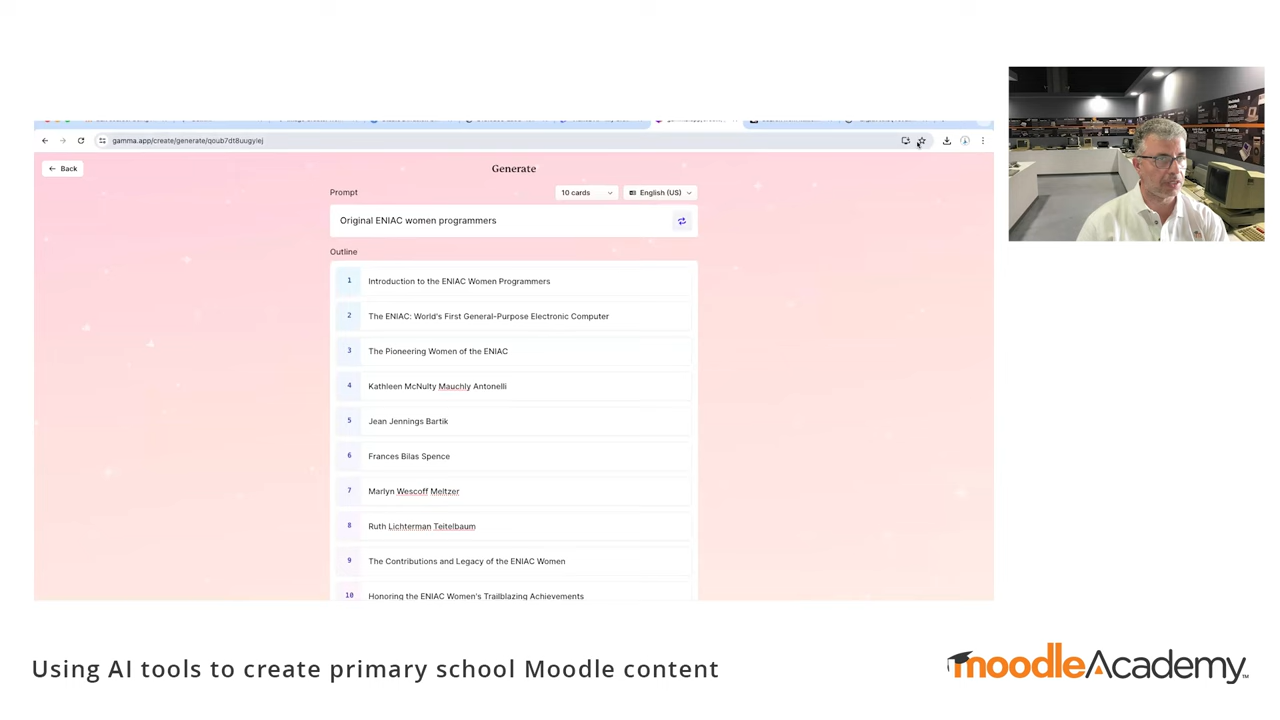 gamma.app/create/generate/qoub7dt8uugyiej
Back
Generate
Prompt
10 cards
English (US)
Original ENIAC women programmers
Outline
1 Introduction to the ENIAC Women Programmers
2 The ENIAC: World's First General-Purpose Electronic Computer
3 The Pioneering Women of the ENIAC
4 Kathleen McNulty Mauchly Antonelli
5 Jean Jennings Bartik
6 Frances Bilas Spence
7 Marlyn Wescoff Meltzer
8 Ruth Lichterman Teitelbaum
9 The Contributions and Legacy of the ENIAC Women
10 Honoring the ENIAC Women's Trailblazing Achievements
Using AI tools to create primary school Moodle content
moodleAcademy™